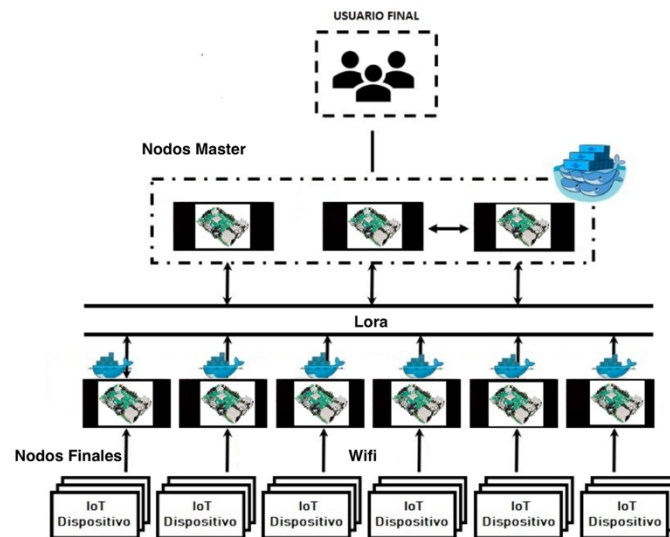 USUARIO FINAL
Nodos Master
Lora
Nodos Finales
Wifi
IoT
Dispositivo
IoT
Dispositivo
IoT
Dispositivo
IoT
Dispositivo
IoT
Dispositivo
IoT
Dispositivo